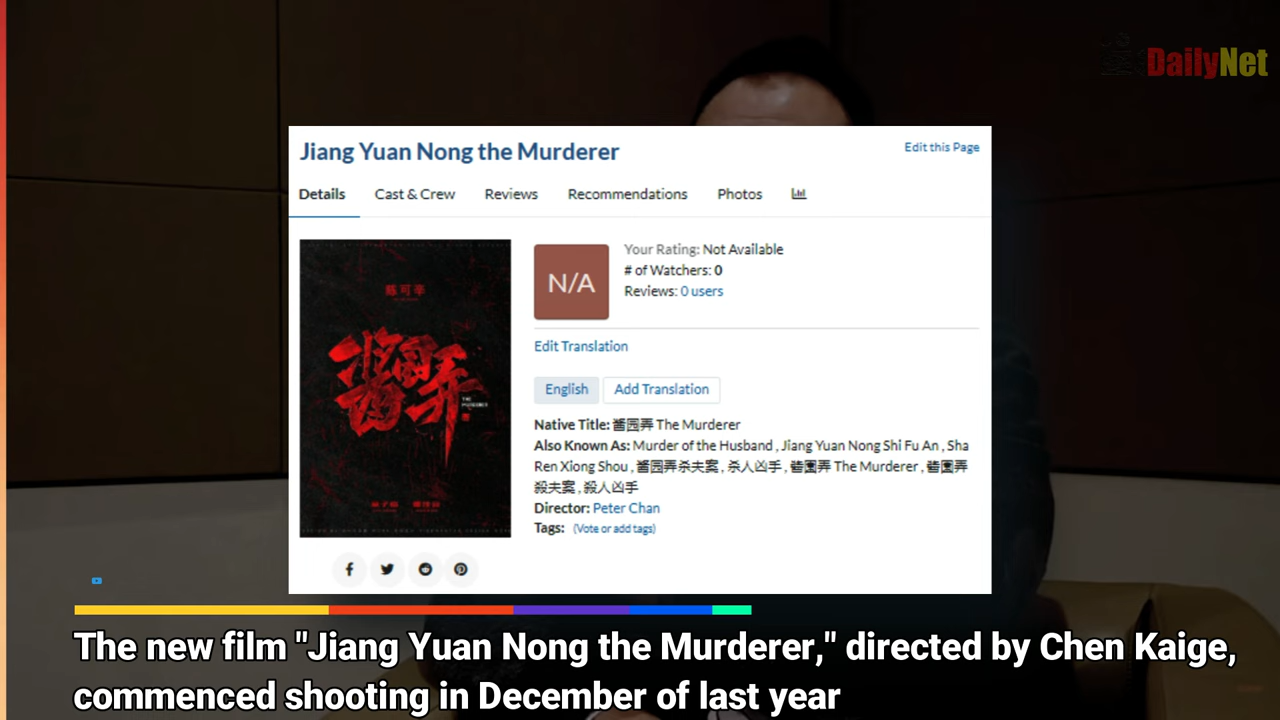 DailyNet
Jiang Yuan Nong the Murderer
Edit this Page
Details
Cast & Crew
Reviews
Recommendations
Photos
陈可辛
酱园弄
THE
MURDERER
N/A
Your Rating: Not Available
# of Watchers: 0
Reviews: 0 users
Edit Translation
English
Add Translation
Native Title: 酱园弄 The Murderer
Also Known As: Murder of the Husband , Jiang Yuan Nong Shi Fu An , Sha
Ren Xiong Shou , 酱园弄杀夫案 , 杀人凶手 , 醬園弄 The Murderer , 醬園弄
殺夫案 , 殺人凶手
Director: Peter Chan
Tags: (Vote or add tags)
The new film "Jiang Yuan Nong the Murderer," directed by Chen Kaige,
commenced shooting in December of last year